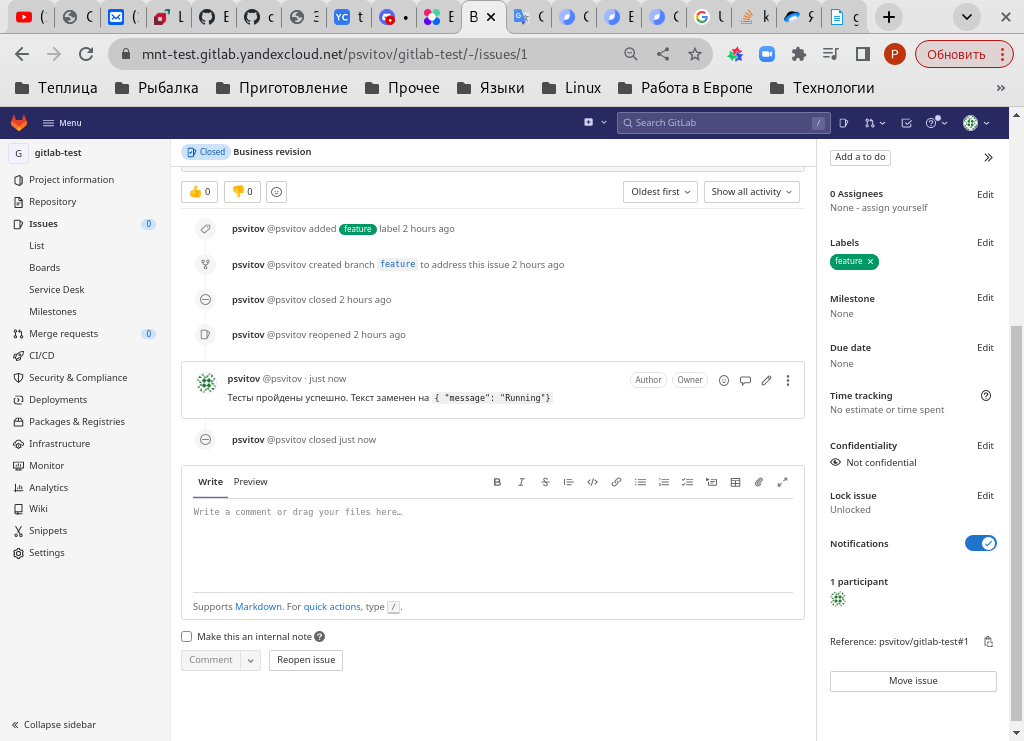 mnt-test.gitlab.yandexcloud.net/psvitov/gitlab-test/-/issues/1
Обновить
Теплица Рыбалка Приготовление Прочее Языки Linux Работа в Европе Технологии »
Menu
Search GitLab /
G gitlab-test
Project information
Repository
Issues 0
List
Boards
Service Desk
Milestones
Merge requests 0
CI/CD
Security & Compliance
Deployments
Packages & Registries
Infrastructure
Monitor
Analytics
Wiki
Snippets
Settings
Collapse sidebar
Closed Business revision
0 0
Oldest first Show all activity
psvitov @psvitov added feature label 2 hours ago
psvitov @psvitov created branch feature to address this issue 2 hours ago
psvitov @psvitov closed 2 hours ago
psvitov @psvitov reopened 2 hours ago
psvitov @psvitov · just now Author Owner
Тесты пройдены успешно. Текст заменен на { "message": "Running"}
psvitov @psvitov closed just now
Write Preview
Write a comment or drag your files here…
Supports Markdown. For quick actions, type /.
Make this an internal note
Comment Reopen issue
Add a to do
0 Assignees Edit
None - assign yourself
Labels Edit
feature ×
Milestone Edit
None
Due date Edit
None
Time tracking
No estimate or time spent
Confidentiality Edit
Not confidential
Lock issue Edit
Unlocked
Notifications
1 participant
Reference: psvitov/gitlab-test#1
Move issue